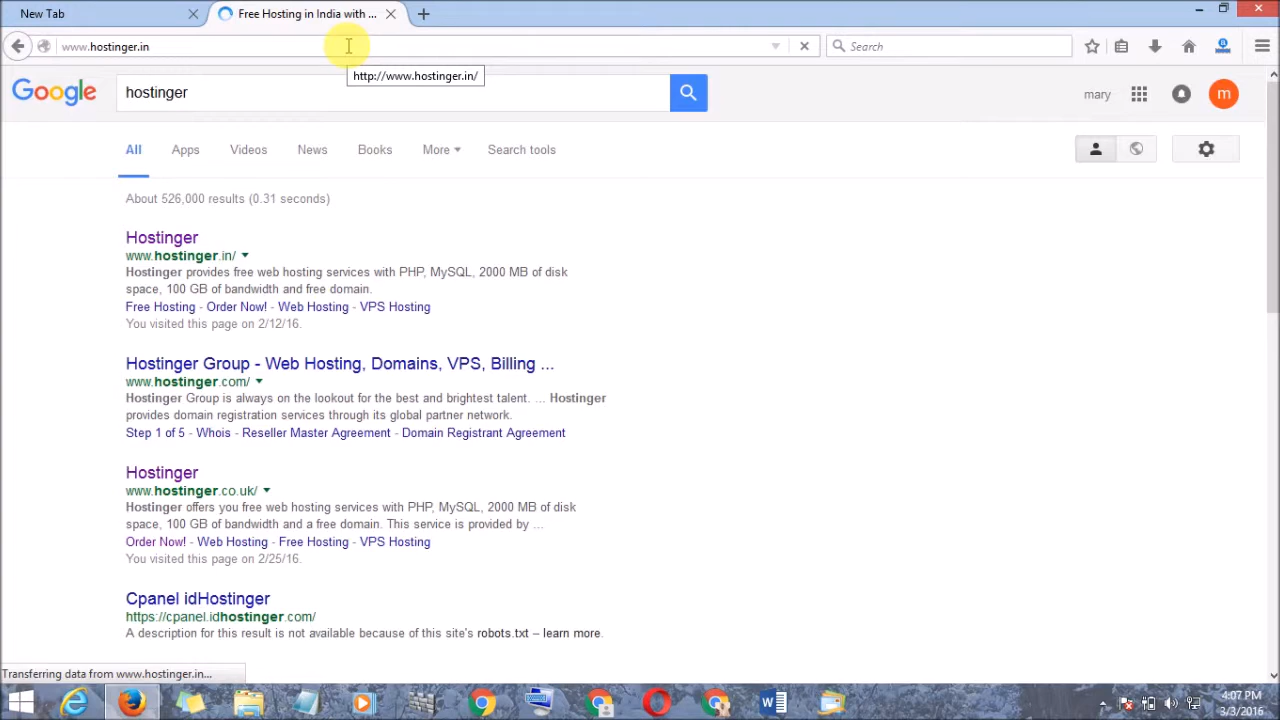 New Tab
Free Hosting in India with ...
www.hostinger.in
Search
http://www.hostinger.in/
Google
hostinger
mary
m
All
Apps
Videos
News
Books
More
Search tools
About 526,000 results (0.31 seconds)
Hostinger
www.hostinger.in/
Hostinger provides free web hosting services with PHP, MySQL, 2000 MB of disk
space, 100 GB of bandwidth and free domain.
Free Hosting - Order Now! - Web Hosting - VPS Hosting
You visited this page on 2/12/16.
Hostinger Group - Web Hosting, Domains, VPS, Billing ...
www.hostinger.com/
Hostinger Group is always on the lookout for the best and brightest talent. ... Hostinger
provides domain registration services through its global partner network.
Step 1 of 5 - Whois - Reseller Master Agreement - Domain Registrant Agreement
Hostinger
www.hostinger.co.uk/
Hostinger offers you free web hosting services with PHP, MySQL, 2000 MB of disk
space, 100 GB of bandwidth and a free domain. This service is provided by ...
Order Now! - Web Hosting - Free Hosting - VPS Hosting
You visited this page on 2/25/16.
Cpanel idHostinger
https://cpanel.idhostinger.com/
A description for this result is not available because of this site's robots.txt – learn more.
Transferring data from www.hostinger.in...
4:07 PM
3/3/2016